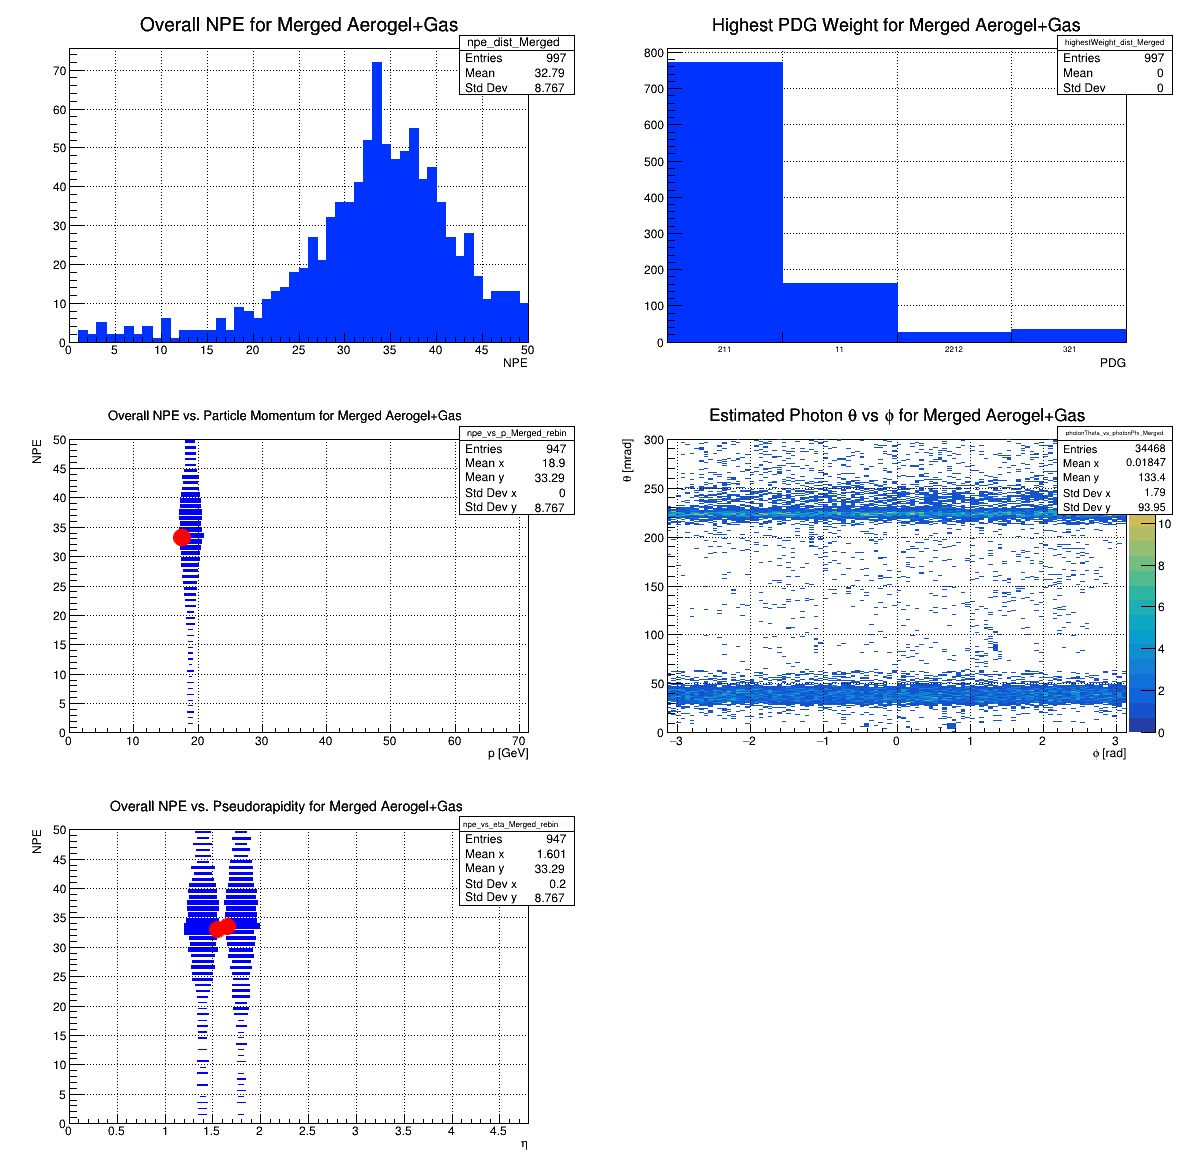 Overall NPE for Merged Aerogel+Gas
npe_dist_Merged
Entries 997
Mean 32.79
Std Dev 8.767
70
60
50
40
30
20
10
0
0 5 10 15 20 25 30 35 40 45 50
NPE
Highest PDG Weight for Merged Aerogel+Gas
highestWeight_dist_Merged
Entries 997
Mean 0
Std Dev 0
800
700
600
500
400
300
200
100
0
211 11 2212 321
PDG
Overall NPE vs. Particle Momentum for Merged Aerogel+Gas
npe_vs_p_Merged_rebin
Entries 947
Mean x 18.9
Mean y 33.29
Std Dev x 0
Std Dev y 8.767
NPE
50
45
40
35
30
25
20
15
10
5
0
0 10 20 30 40 50 60 70
p [GeV]
Estimated Photon θ vs ϕ for Merged Aerogel+Gas
photonTheta_vs_photonPhi_Merged
Entries 34468
Mean x 0.01847
Mean y 133.4
Std Dev x 1.79
Std Dev y 93.95
θ [mrad]
300
250
200
150
100
50
0
−3 −2 −1 0 1 2 3
ϕ [rad]
10
8
6
4
2
0
Overall NPE vs. Pseudorapidity for Merged Aerogel+Gas
npe_vs_eta_Merged_rebin
Entries 947
Mean x 1.601
Mean y 33.29
Std Dev x 0.2
Std Dev y 8.767
NPE
50
45
40
35
30
25
20
15
10
5
0
0 0.5 1 1.5 2 2.5 3 3.5 4 4.5
η